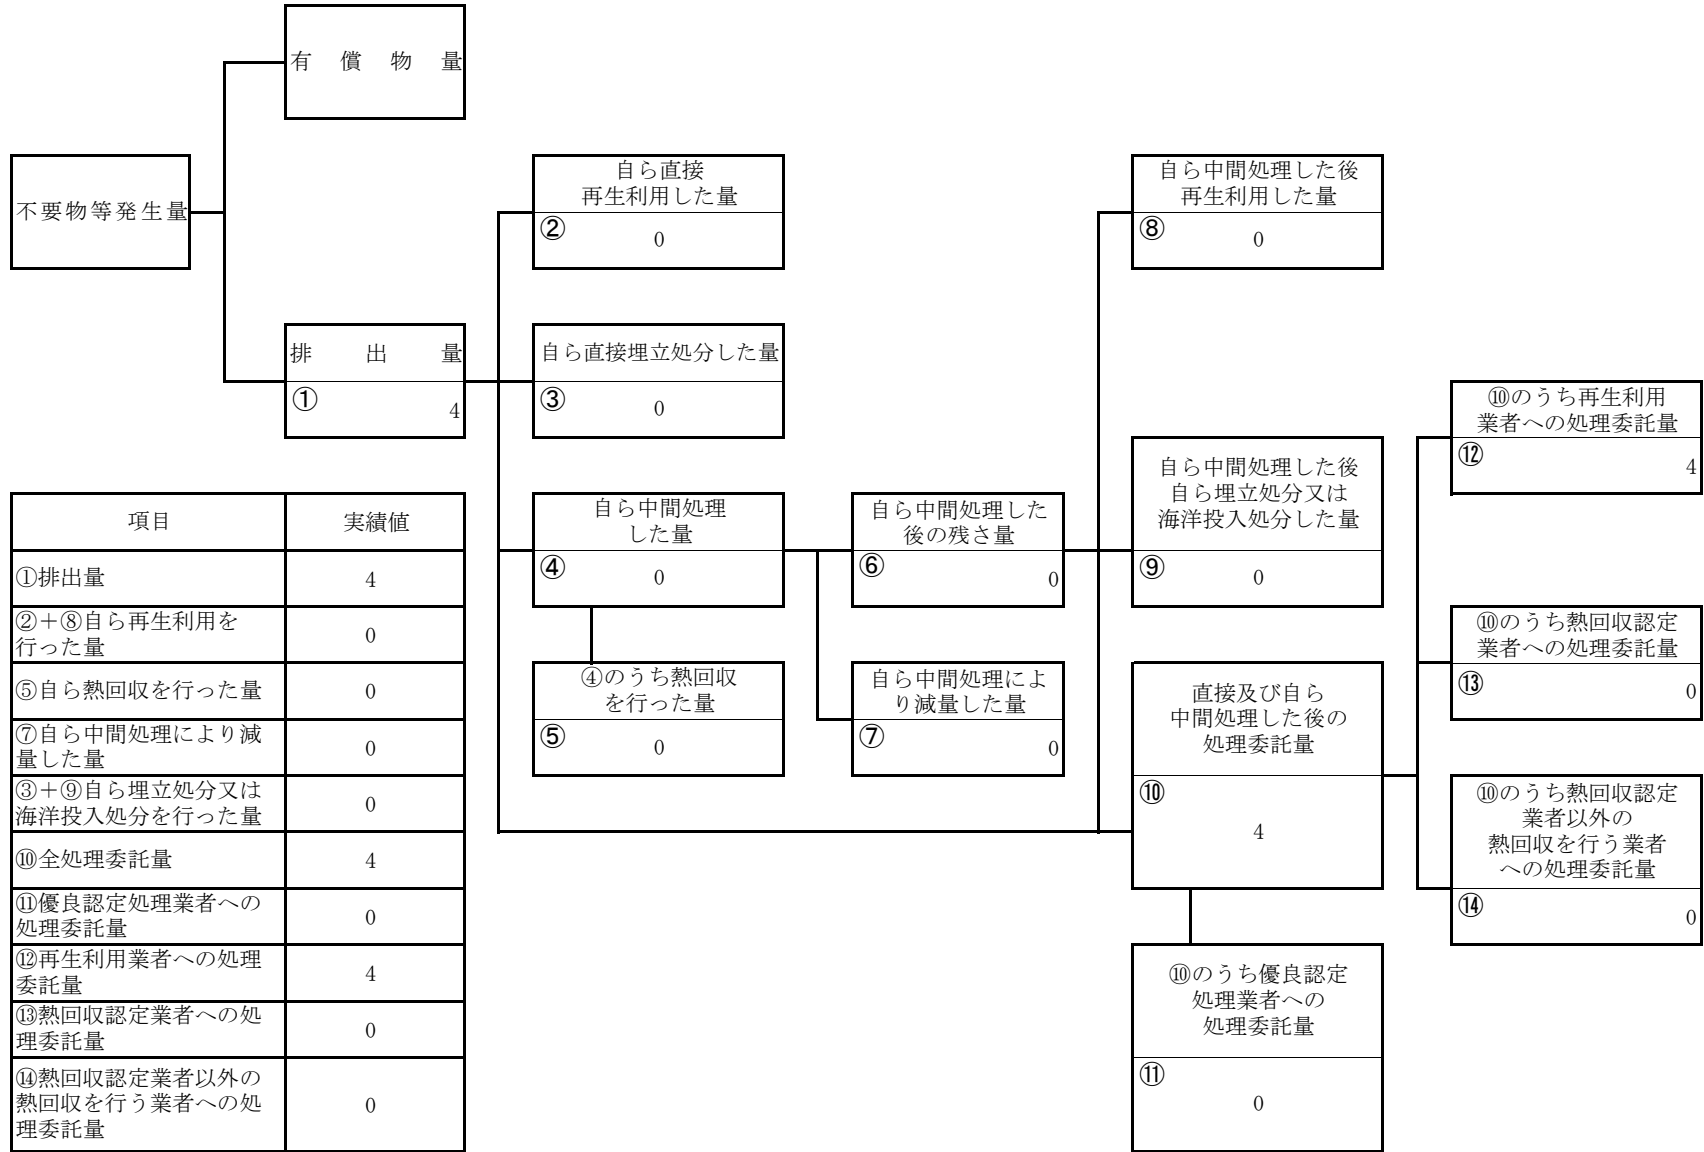 有償物量
不要物等発生量
排出量
①
4
自ら直接
再生利用した量
②
0
自ら直接埋立処分した量
③
0
自ら中間処理
した量
④
0
④のうち熱回収
を行った量
⑤
0
自ら中間処理した
後の残さ量
⑥
0
自ら中間処理によ
り減量した量
⑦
0
自ら中間処理した後
再生利用した量
⑧
0
自ら中間処理した後
自ら埋立処分又は
海洋投入処分した量
⑨
0
直接及び自ら
中間処理した後の
処理委託量
⑩
4
⑩のうち優良認定
処理業者への
処理委託量
⑪
0
⑩のうち再生利用
業者への処理委託量
⑫
4
⑩のうち熱回収認定
業者への処理委託量
⑬
0
⑩のうち熱回収認定
業者以外の
熱回収を行う業者
への処理委託量
⑭
0
項目 実績値
①排出量 4
②＋⑧自ら再生利用を
行った量 0
⑤自ら熱回収を行った量 0
⑦自ら中間処理により減
量した量 0
③＋⑨自ら埋立処分又は
海洋投入処分を行った量 0
⑩全処理委託量 4
⑪優良認定処理業者への
処理委託量 0
⑫再生利用業者への処理
委託量 4
⑬熱回収認定業者への処
理委託量 0
⑭熱回収認定業者以外の
熱回収を行う業者への処
理委託量 0